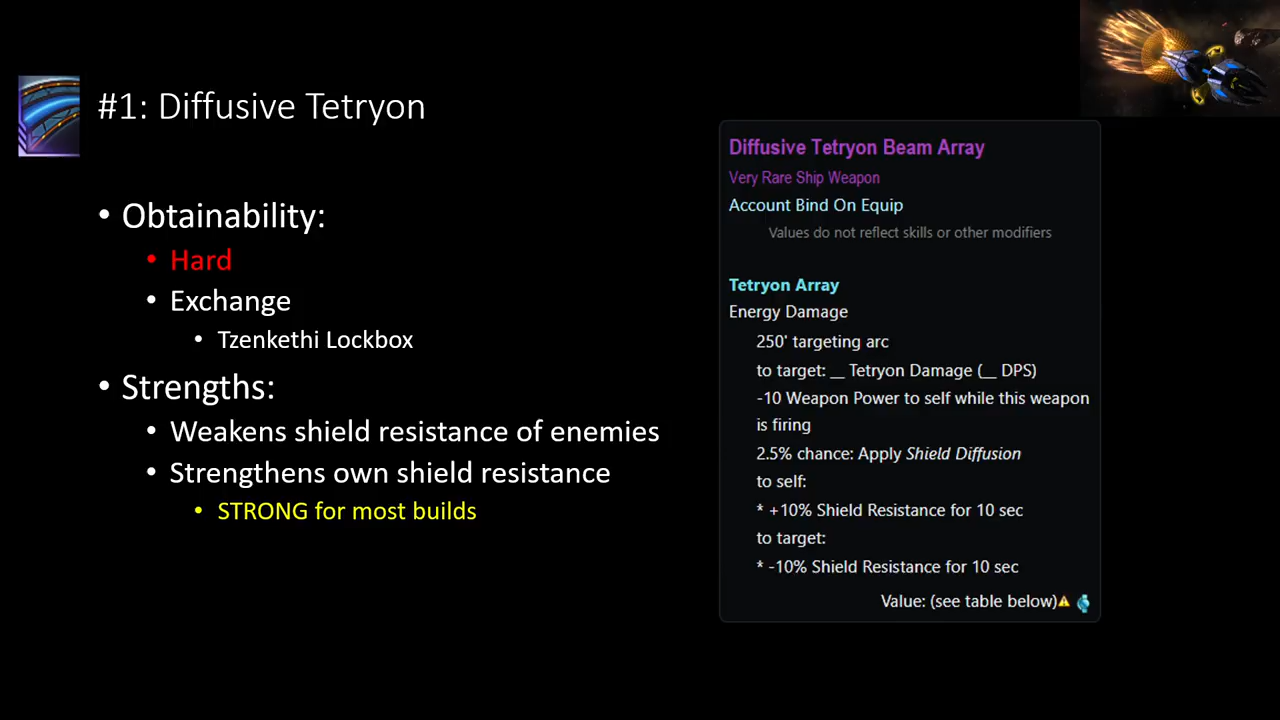 #1: Diffusive Tetryon
• Obtainability:
• Hard
• Exchange
• Tzenkethi Lockbox
• Strengths:
• Weakens shield resistance of enemies
• Strengthens own shield resistance
• STRONG for most builds
Diffusive Tetryon Beam Array
Very Rare Ship Weapon
Account Bind On Equip
Values do not reflect skills or other modifiers
Tetryon Array
Energy Damage
250' targeting arc
to target: __ Tetryon Damage (__ DPS)
-10 Weapon Power to self while this weapon
is firing
2.5% chance: Apply Shield Diffusion
to self:
* +10% Shield Resistance for 10 sec
to target:
* -10% Shield Resistance for 10 sec
Value: (see table below)